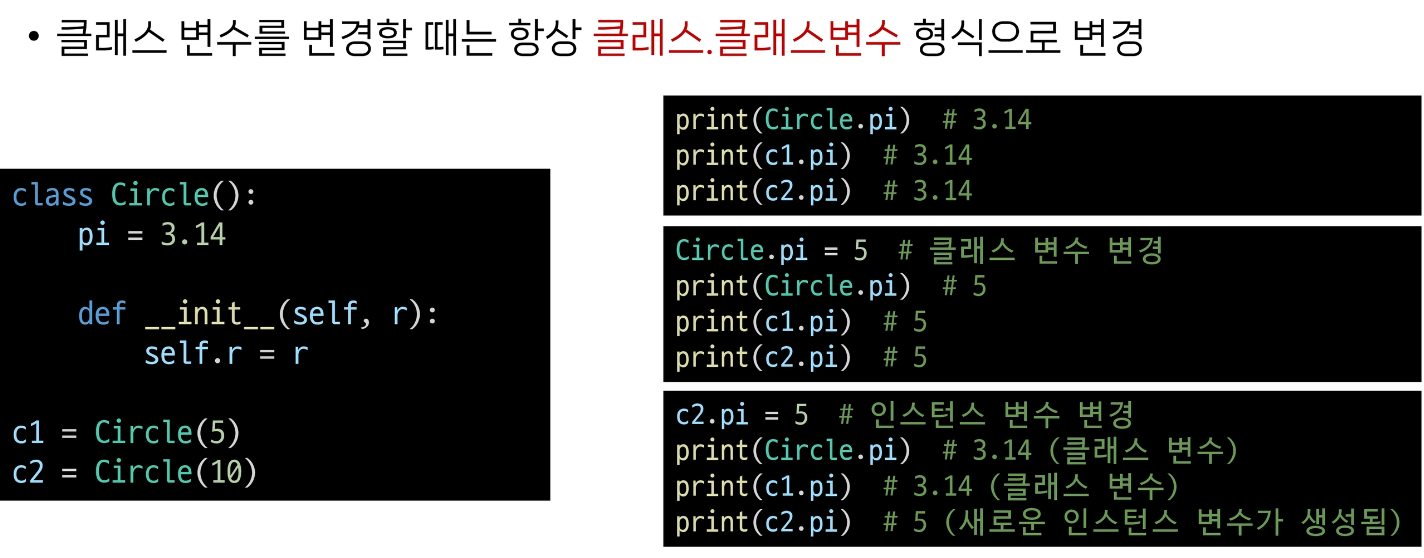 • 클래스 변수를 변경할 때는 항상 클래스.클래스변수 형식으로 변경
class Circle():
    pi = 3.14
    def __init__(self, r):
        self.r = r
c1 = Circle(5)
c2 = Circle(10)
print(Circle.pi)  # 3.14
print(c1.pi)  # 3.14
print(c2.pi)  # 3.14
Circle.pi = 5  # 클래스 변수 변경
print(Circle.pi)  # 5
print(c1.pi)  # 5
print(c2.pi)  # 5
c2.pi = 5  # 인스턴스 변수 변경
print(Circle.pi)  # 3.14 (클래스 변수)
print(c1.pi)  # 3.14 (클래스 변수)
print(c2.pi)  # 5 (새로운 인스턴스 변수가 생성됨)